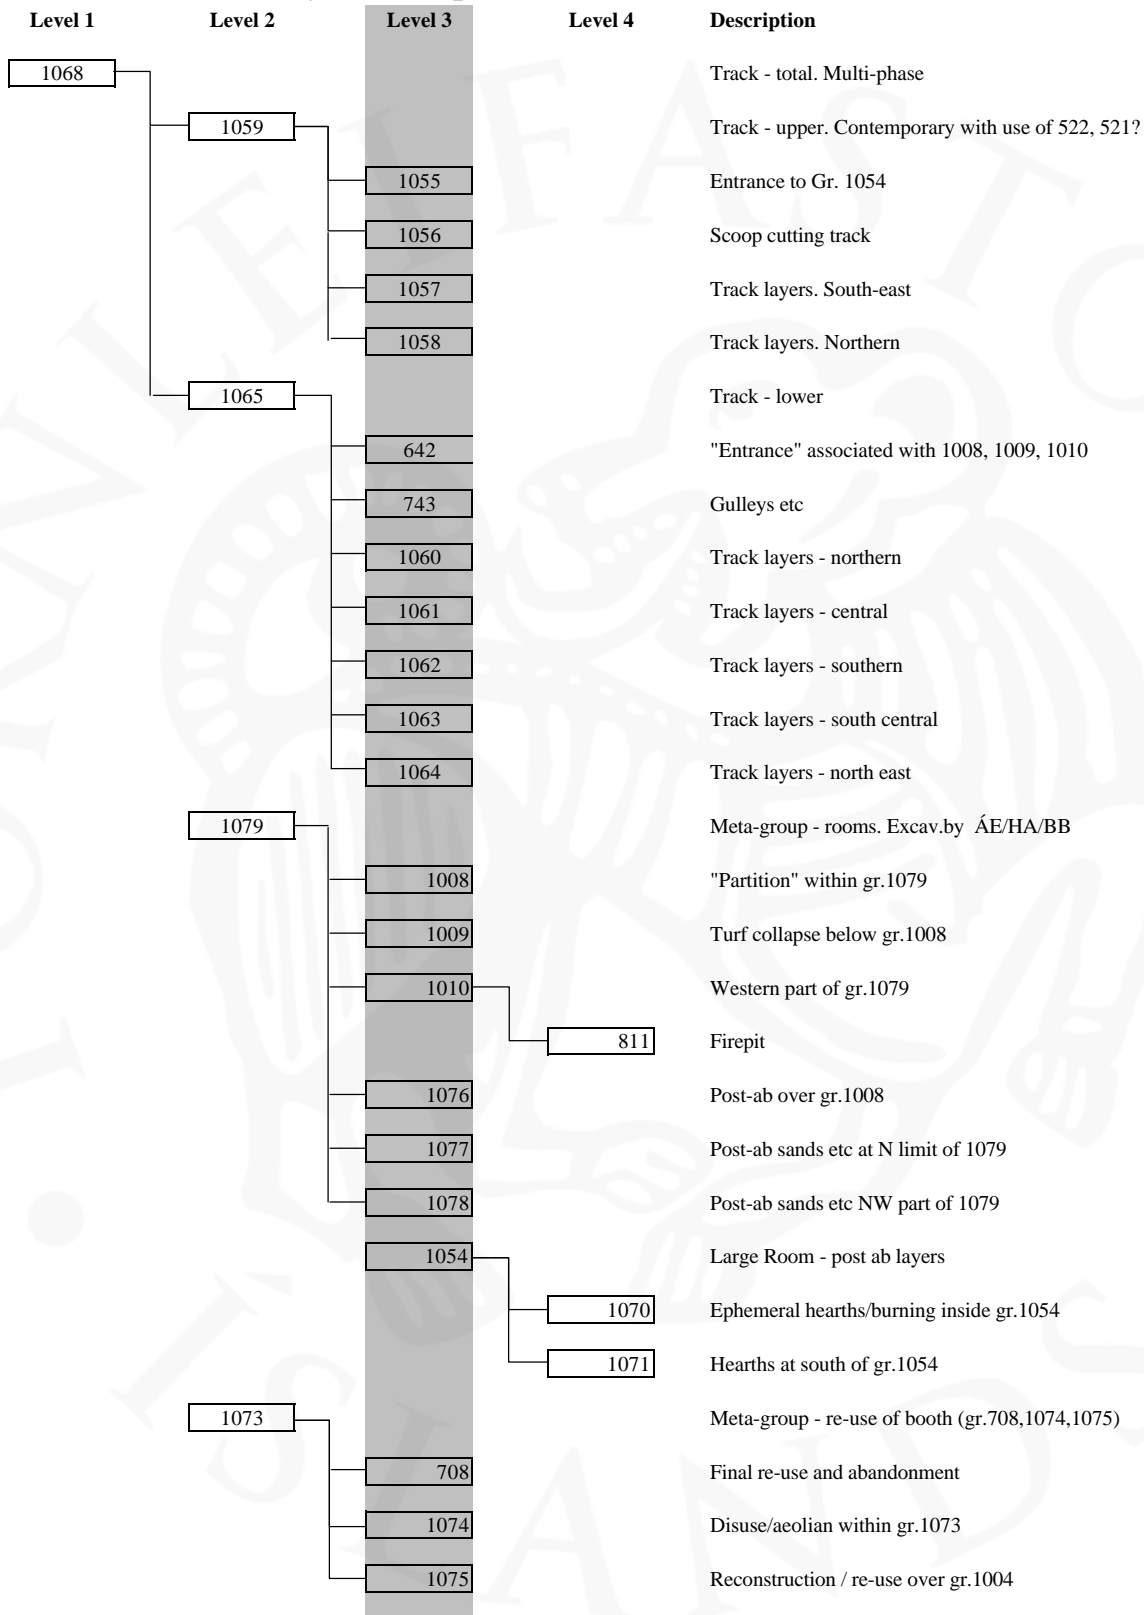 Level 1 Level 2 Level 3 Level 4 Description
1068 Track - total. Multi-phase
1059 Track - upper. Contemporary with use of 522, 521?
1055 Entrance to Gr. 1054
1056 Scoop cutting track
1057 Track layers. South-east
1058 Track layers. Northern
1065 Track - lower
642 "Entrance" associated with 1008, 1009, 1010
743 Gulleys etc
1060 Track layers - northern
1061 Track layers - central
1062 Track layers - southern
1063 Track layers - south central
1064 Track layers - north east
1079 Meta-group - rooms. Excav.by ÁE/HA/BB
1008 "Partition" within gr.1079
1009 Turf collapse below gr.1008
1010 Western part of gr.1079
811 Firepit
1076 Post-ab over gr.1008
1077 Post-ab sands etc at N limit of 1079
1078 Post-ab sands etc NW part of 1079
1054 Large Room - post ab layers
1070 Ephemeral hearths/burning inside gr.1054
1071 Hearths at south of gr.1054
1073 Meta-group - re-use of booth (gr.708,1074,1075)
708 Final re-use and abandonment
1074 Disuse/aeolian within gr.1073
1075 Reconstruction / re-use over gr.1004